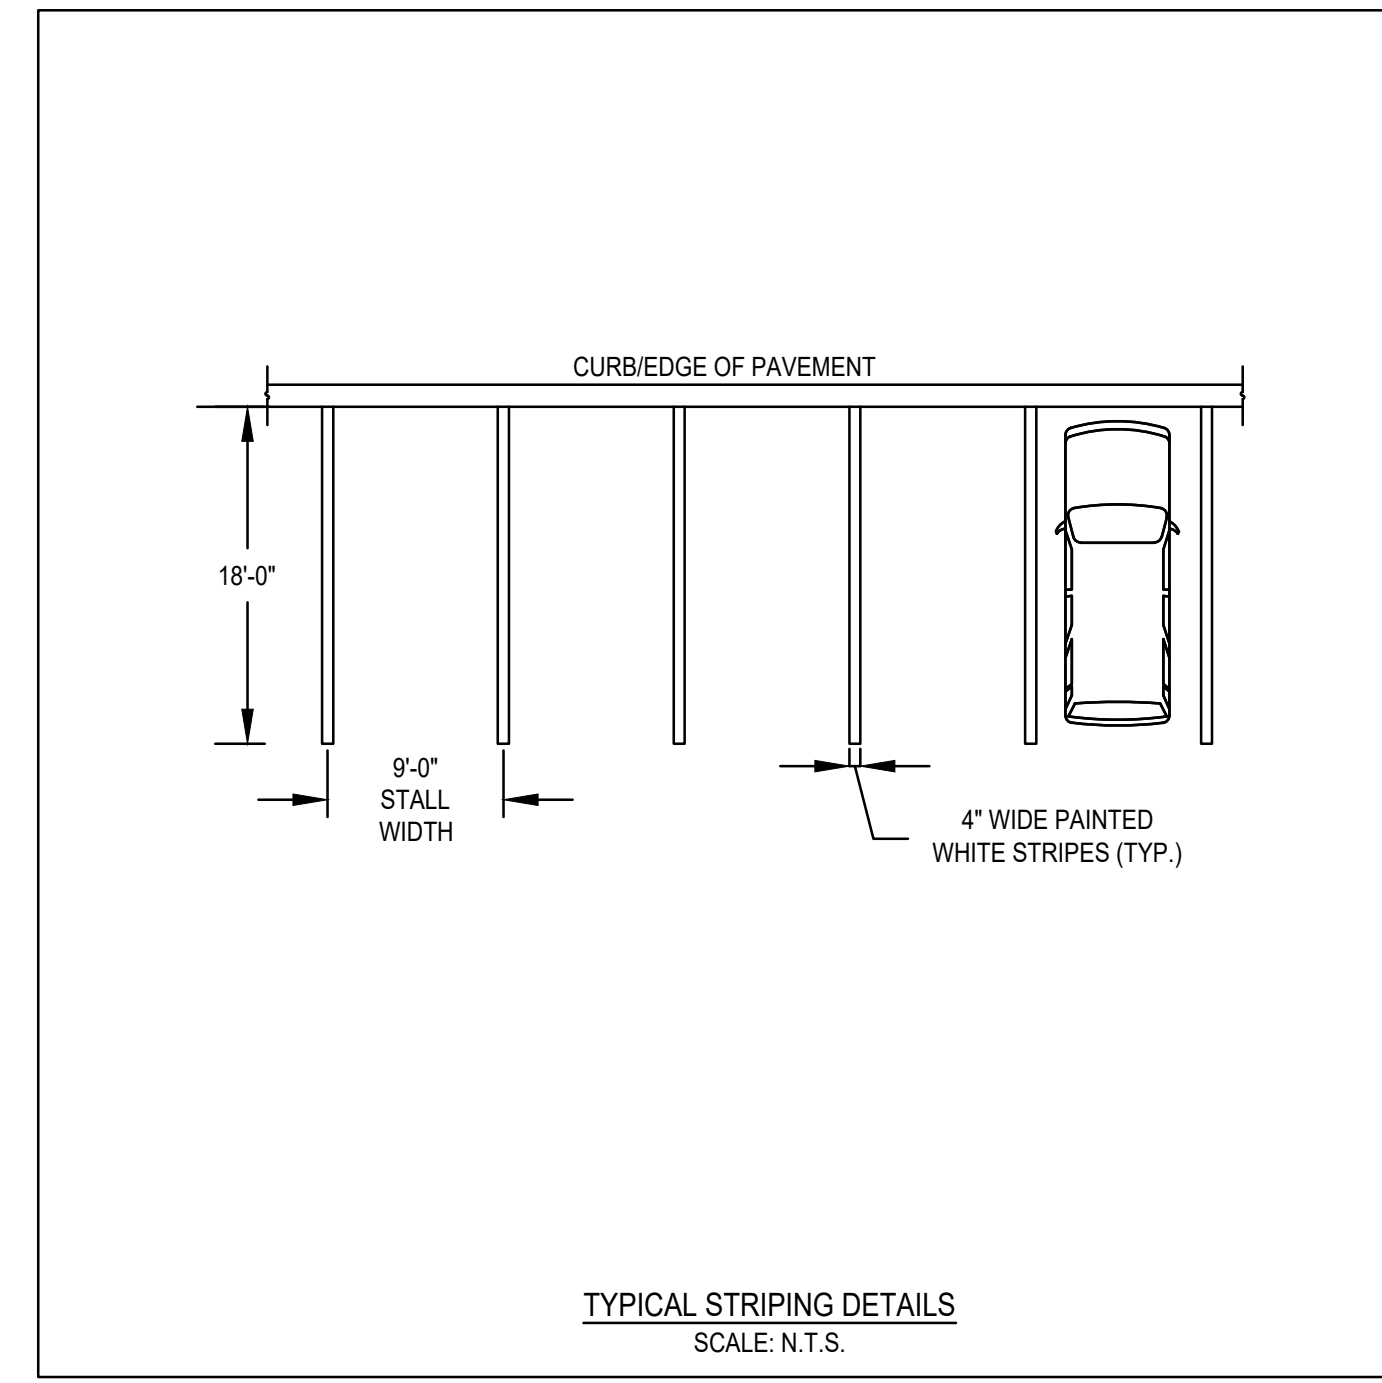 CURB/EDGE OF PAVEMENT
18'-0"
9'-0"
STALL
WIDTH
4" WIDE PAINTED
WHITE STRIPES (TYP.)
TYPICAL STRIPING DETAILS
SCALE: N.T.S.